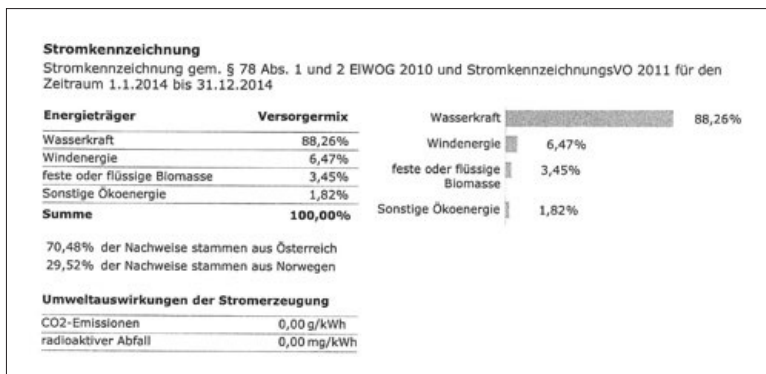 Stromkennzeichnung
Stromkennzeichnung gem. § 78 Abs. 1 und 2 ElWOG 2010 und StromkennzeichnungsVO 2011 für den
Zeitraum 1.1.2014 bis 31.12.2014
Energieträger Versorgermix
Wasserkraft 88,26%
Windenergie 6,47%
feste oder flüssige Biomasse 3,45%
Sonstige Ökoenergie 1,82%
Summe 100,00%
70,48% der Nachweise stammen aus Österreich
29,52% der Nachweise stammen aus Norwegen
Umweltauswirkungen der Stromerzeugung
CO2-Emissionen 0,00 g/kWh
radioaktiver Abfall 0,00 mg/kWh
Wasserkraft 88,26%
Windenergie 6,47%
feste oder flüssige 3,45%
Biomasse
Sonstige Ökoenergie 1,82%